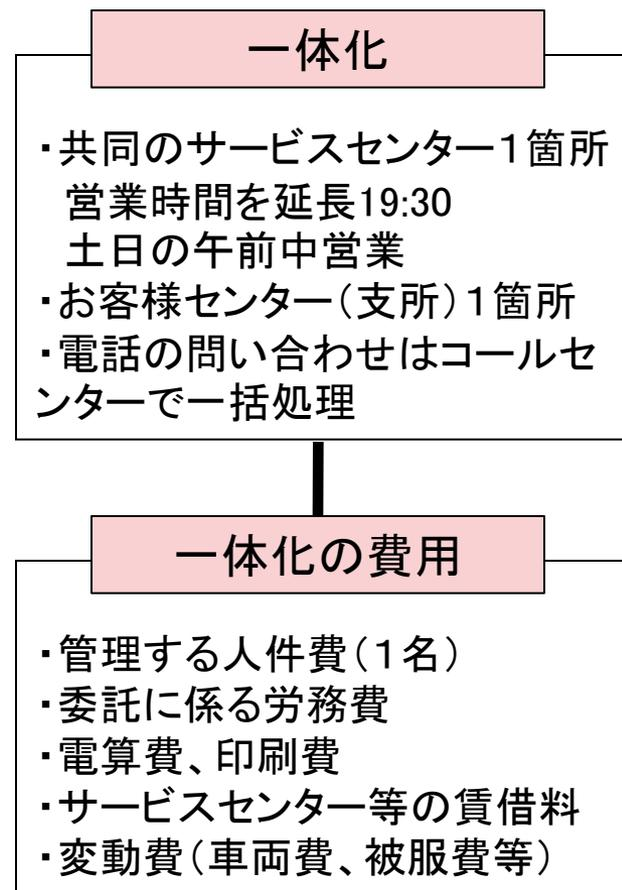 一体化
・共同のサービスセンター１箇所
営業時間を延長19:30
土日の午前中営業
・お客様センター（支所）１箇所
・電話の問い合わせはコールセ
ンターで一括処理
一体化の費用
・管理する人件費（１名）
・委託に係る労務費
・電算費、印刷費
・サービスセンター等の賃借料
・変動費（車両費、被服費等）